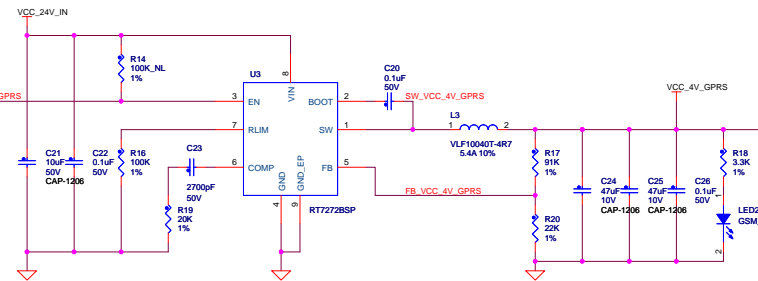 VCC_24V_IN
R14
100K_NL
1%
GPRS
U3
8
VIN
3
EN
BOOT
2
7
RLIM
SW
1
6
COMP
FB
5
GND
GND_EP
4
9
RT7272BSP
C20
0.1uF
50V
SW_VCC_4V_GPRS
L3
1
2
VLF10040T-4R7
5.4A 10%
VCC_4V_GPRS
FB_VCC_4V_GPRS
C21
10uF
50V
CAP-1206
C22
0.1uF
50V
R16
100K
1%
C23
2700pF
50V
R19
20K
1%
R17
91K
1%
R20
22K
1%
C24
47uF
10V
CAP-1206
C25
47uF
10V
CAP-1206
C26
0.1uF
50V
R18
3.3K
1%
1
LED2
GSM_
2